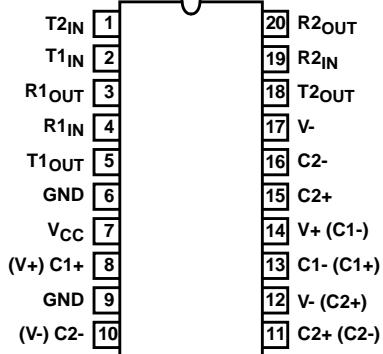 T2IN 1 20 R2OUT
T1IN 2 19 R2IN
R1OUT 3 18 T2OUT
R1IN 4 17 V-
T1OUT 5 16 C2-
GND 6 15 C2+
VCC 7 14 V+ (C1-)
(V+) C1+ 8 13 C1- (C1+)
GND 9 12 V- (C2+)
(V-) C2- 10 11 C2+ (C2-)